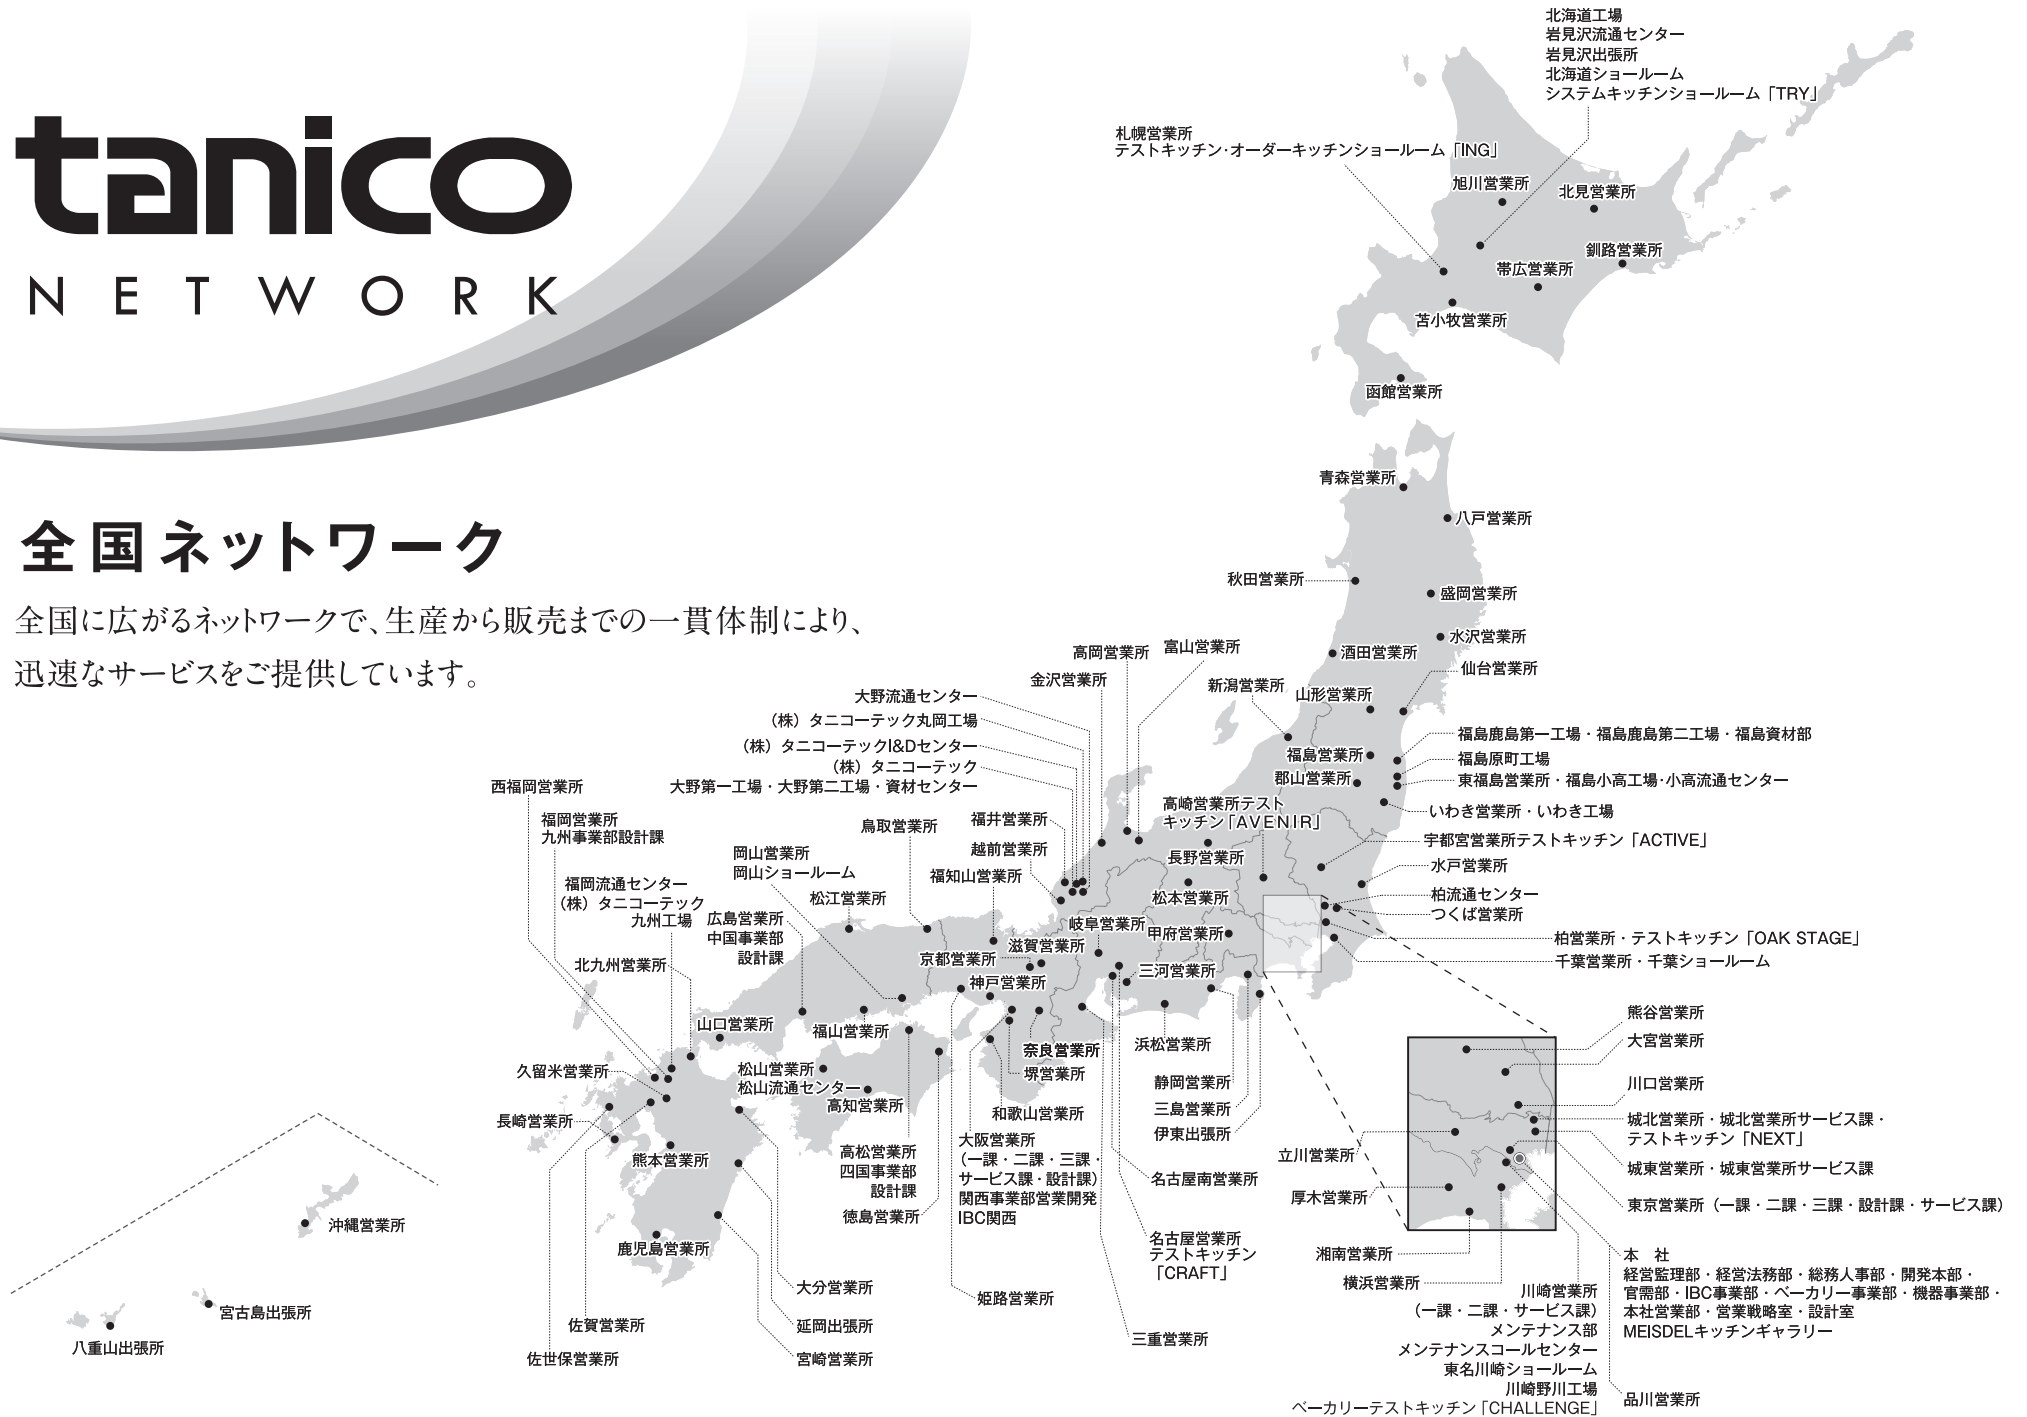 tanico
NETWORK
全国ネットワーク
全国に広がるネットワークで、生産から販売までの一貫体制により、
迅速なサービスをご提供しています。
北海道工場
岩見沢流通センター
岩見沢出張所
北海道ショールーム
システムキッチンショールーム「TRY」
札幌営業所
テストキッチン・オーダーキッチンショールーム「ING」
旭川営業所
北見営業所
釧路営業所
帯広営業所
苫小牧営業所
函館営業所
青森営業所
八戸営業所
秋田営業所
盛岡営業所
水沢営業所
酒田営業所
仙台営業所
山形営業所
新潟営業所
富山営業所
高岡営業所
金沢営業所
大野流通センター
（株）タニコーテック丸岡工場
（株）タニコーテックI&Dセンター
（株）タニコーテック
大野第一工場・大野第二工場・資材センター
福井営業所
越前営業所
福島鹿島第一工場・福島鹿島第二工場・福島資材部
福島原町工場
東福島営業所・福島小高工場・小高流通センター
福島営業所
郡山営業所
いわき営業所・いわき工場
宇都宮営業所テストキッチン「ACTIVE」
水戸営業所
柏流通センター
つくば営業所
柏営業所・テストキッチン「OAK STAGE」
千葉営業所・千葉ショールーム
高崎営業所テスト
キッチン「AVENIR」
長野営業所
松本営業所
岐阜営業所
甲府営業所
三河営業所
滋賀営業所
京都営業所
神戸営業所
福知山営業所
鳥取営業所
岡山営業所
岡山ショールーム
松江営業所
広島営業所
中国事業部
設計課
西福岡営業所
福岡営業所
九州事業部設計課
福岡流通センター
（株）タニコーテック
九州工場
北九州営業所
山口営業所
福山営業所
久留米営業所
長崎営業所
松山営業所
松山流通センター
高知営業所
高松営業所
四国事業部
設計課
徳島営業所
奈良営業所
堺営業所
和歌山営業所
大阪営業所
（一課・二課・三課・
サービス課・設計課）
関西事業部営業開発
IBC関西
浜松営業所
静岡営業所
三島営業所
伊東出張所
名古屋南営業所
名古屋営業所
テストキッチン
「CRAFT」
姫路営業所
三重営業所
熊本営業所
鹿児島営業所
大分営業所
延岡出張所
宮崎営業所
佐賀営業所
佐世保営業所
沖縄営業所
宮古島出張所
八重山出張所
熊谷営業所
大宮営業所
川口営業所
城北営業所・城北営業所サービス課・
テストキッチン「NEXT」
城東営業所・城東営業所サービス課
東京営業所（一課・二課・三課・設計課・サービス課）
立川営業所
厚木営業所
湘南営業所
横浜営業所
本 社
経営監理部・経営法務部・総務人事部・開発本部・
官需部・IBC事業部・ベーカリー事業部・機器事業部・
本社営業部・営業戦略室・設計室
MEISDELキッチンギャラリー
川崎営業所
（一課・二課・サービス課）
メンテナンス部
メンテナンスコールセンター
東名川崎ショールーム
川崎野川工場
ベーカリーテストキッチン「CHALLENGE」
品川営業所